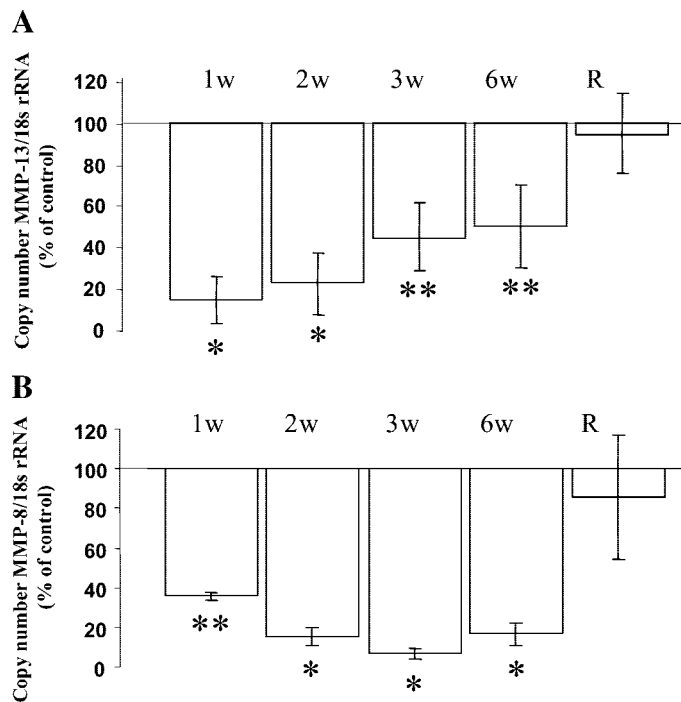 A
1w 2w 3w 6w R
Copy number MMP-13/18s rRNA
(% of control)
120
100
80
60
40
20
0
* * ** **
B
1w 2w 3w 6w R
Copy number MMP-8/18s rRNA
(% of control)
120
100
80
60
40
20
0
** * * *